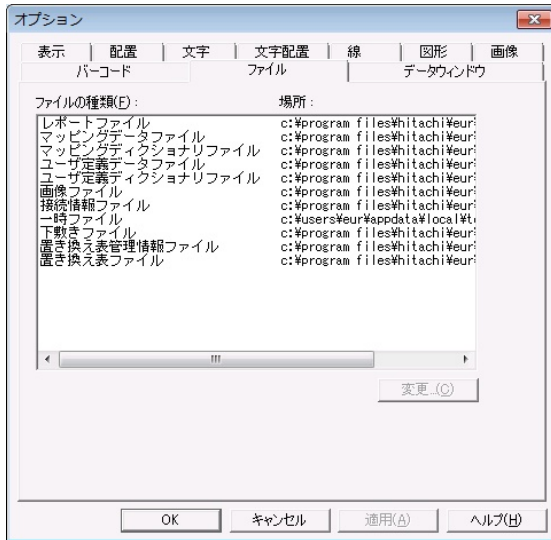 オプション
表示 配置 文字 文字配置 線 図形 画像
バーコード ファイル データウィンドウ
ファイルの種類(F): 場所:
レポートファイル c:¥program files¥hitachi¥eur
マッピングデータファイル c:¥program files¥hitachi¥eur
マッピングディクショナリファイル c:¥program files¥hitachi¥eur
ユーザ定義データファイル c:¥program files¥hitachi¥eur
ユーザ定義ディクショナリファイル c:¥program files¥hitachi¥eur
画像ファイル c:¥program files¥hitachi¥eur
接続情報ファイル c:¥program files¥hitachi¥eur
一時ファイル c:¥users¥eur¥appdata¥local¥t
下敷きファイル c:¥program files¥hitachi¥eur
置き換え表管理情報ファイル c:¥program files¥hitachi¥eur
置き換え表ファイル c:¥program files¥hitachi¥eur
変更...(C)
OK キャンセル 適用(A) ヘルプ(H)